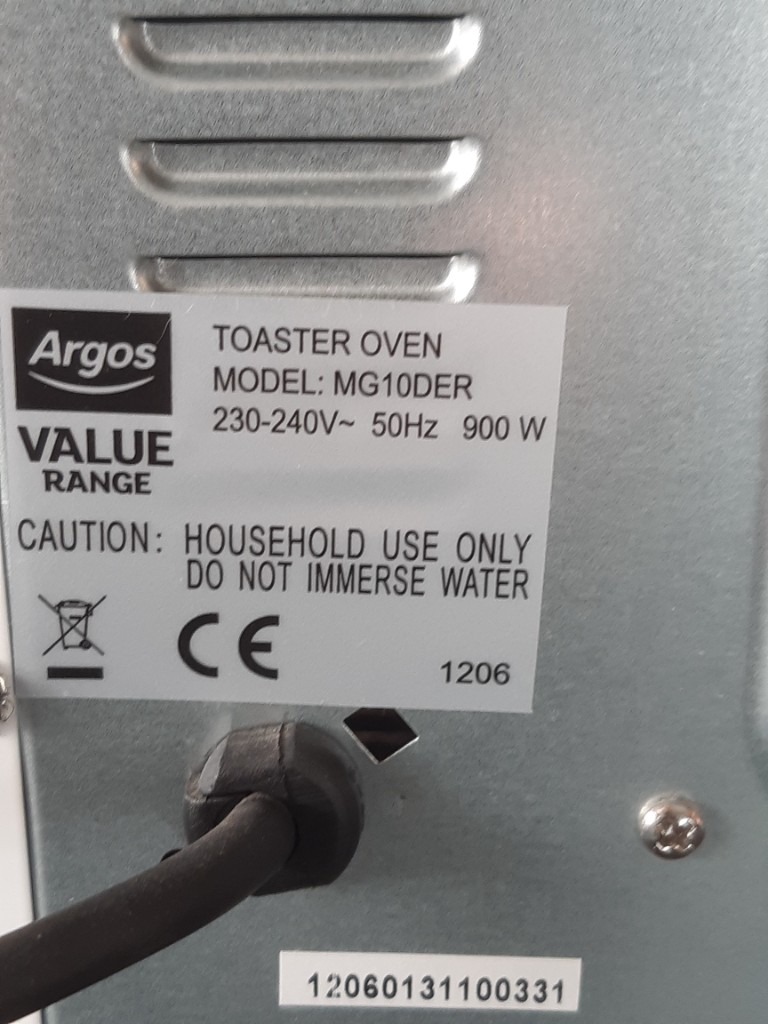 Argos
VALUE
RANGE
TOASTER OVEN
MODEL: MG10DER
230-240V~ 50Hz 900 W
CAUTION: HOUSEHOLD USE ONLY
DO NOT IMMERSE WATER
CE
1206
12060131100331